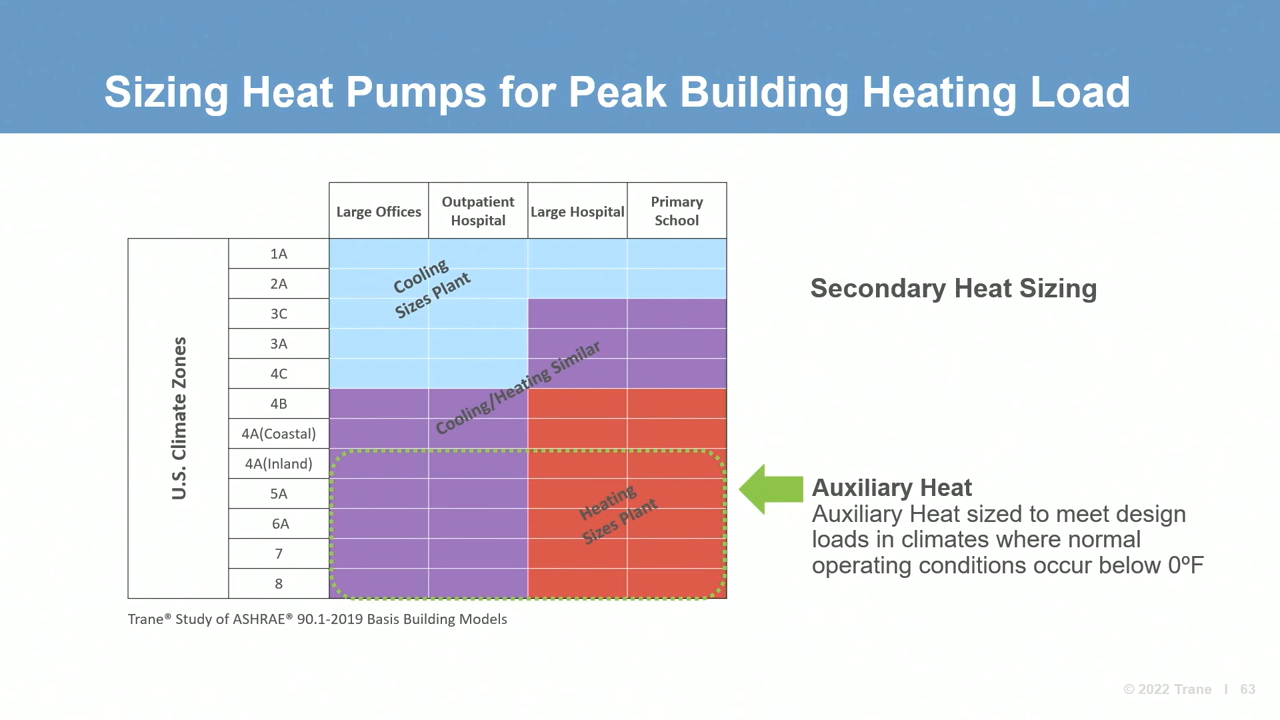 Sizing Heat Pumps for Peak Building Heating Load
Large Offices
Outpatient
Hospital
Large Hospital
Primary
School
U.S. Climate Zones
1A
2A
3C
3A
4C
4B
4A(Coastal)
4A(Inland)
5A
6A
7
8
Cooling
Sizes Plant
Cooling/Heating Similar
Heating
Sizes Plant
Secondary Heat Sizing
Auxiliary Heat
Auxiliary Heat sized to meet design
loads in climates where normal
operating conditions occur below 0ºF
Trane® Study of ASHRAE® 90.1-2019 Basis Building Models
© 2022 Trane I 63